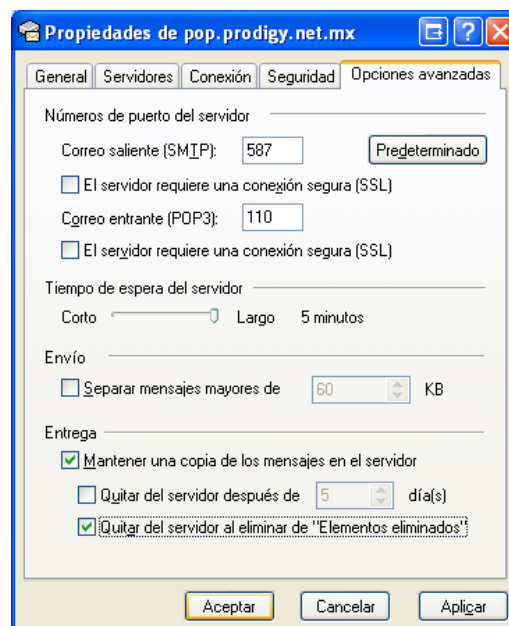 Propiedades de pop.prodigy.net.mx
General Servidores Conexión Seguridad Opciones avanzadas
Números de puerto del servidor
Correo saliente (SMTP): 587 Predeterminado
El servidor requiere una conexión segura (SSL)
Correo entrante (POP3): 110
El servidor requiere una conexión segura (SSL)
Tiempo de espera del servidor
Corto Largo 5 minutos
Envío
Separar mensajes mayores de 60 KB
Entrega
Mantener una copia de los mensajes en el servidor
Quitar del servidor después de 5 día(s)
Quitar del servidor al eliminar de "Elementos eliminados"
Aceptar Cancelar Aplicar